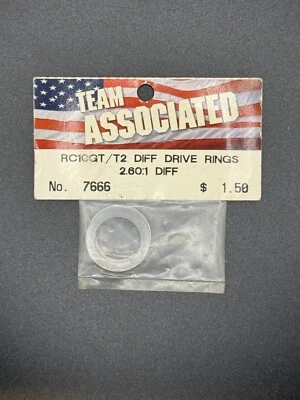 TEAM
ASSOCIATED
RC10GT/T2 DIFF DRIVE RINGS
2.60:1 DIFF
No. 7666 $ 1.50